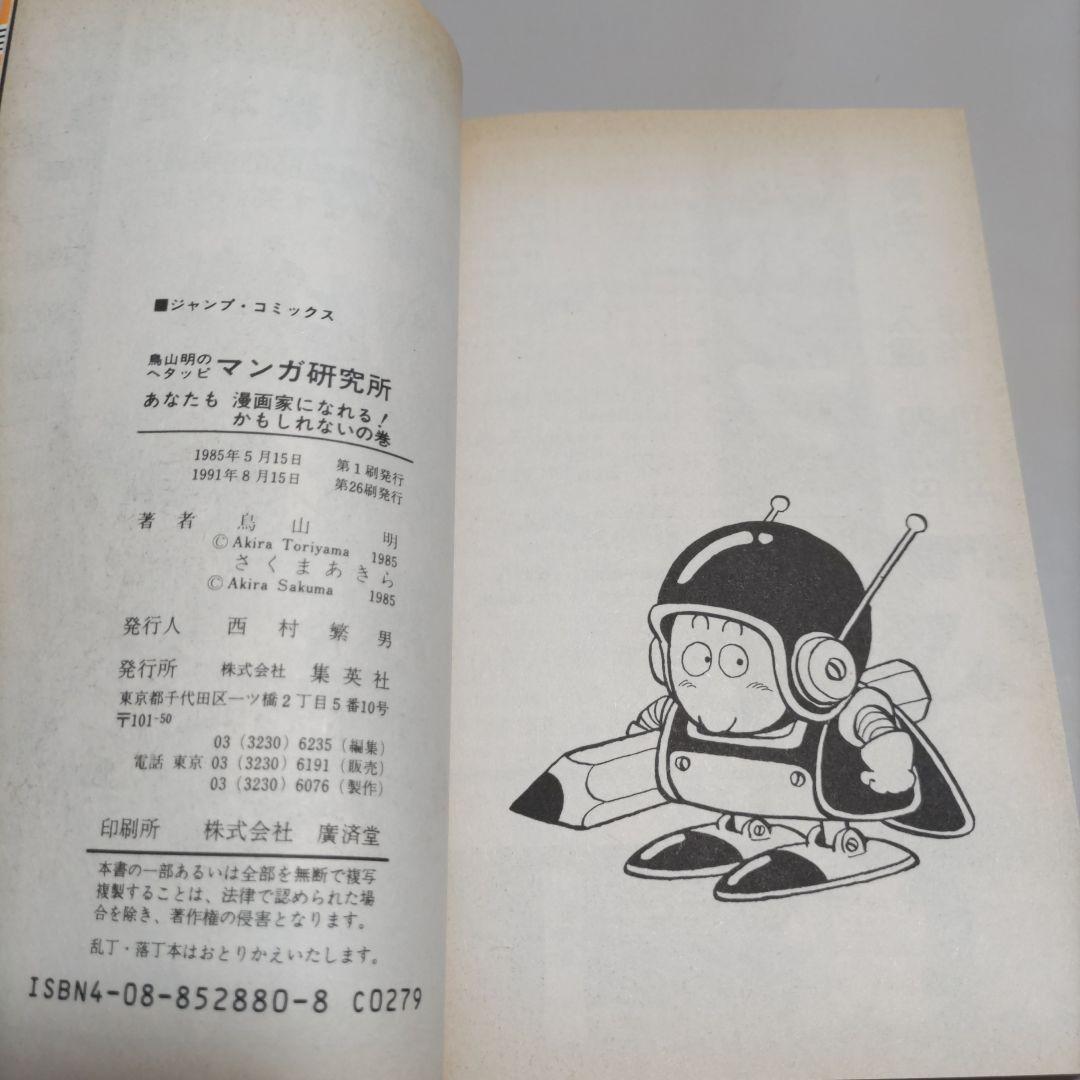 ■ジャンプ・コミックス
鳥山明の
ヘタッピ マンガ研究所
あなたも 漫画家になれる!
かもしれないの巻
1985年5月15日 第1刷発行
1991年8月15日 第26刷発行
著者 鳥山 明
© Akira Toriyama 1985
さくまあきら
© Akira Sakuma 1985
発行人 西村繁男
発行所 株式会社 集英社
東京都千代田区一ツ橋2丁目5番10号
〒101-50
03(3230)6235(編集)
電話 東京 03(3230)6191(販売)
03(3230)6076(製作)
印刷所 株式会社 廣済堂
本書の一部あるいは全部を無断で複写
複製することは、法律で認められた場
合を除き、著作権の侵害となります。
乱丁・落丁本はおとりかえいたします。
ISBN4-08-852880-8 C0279